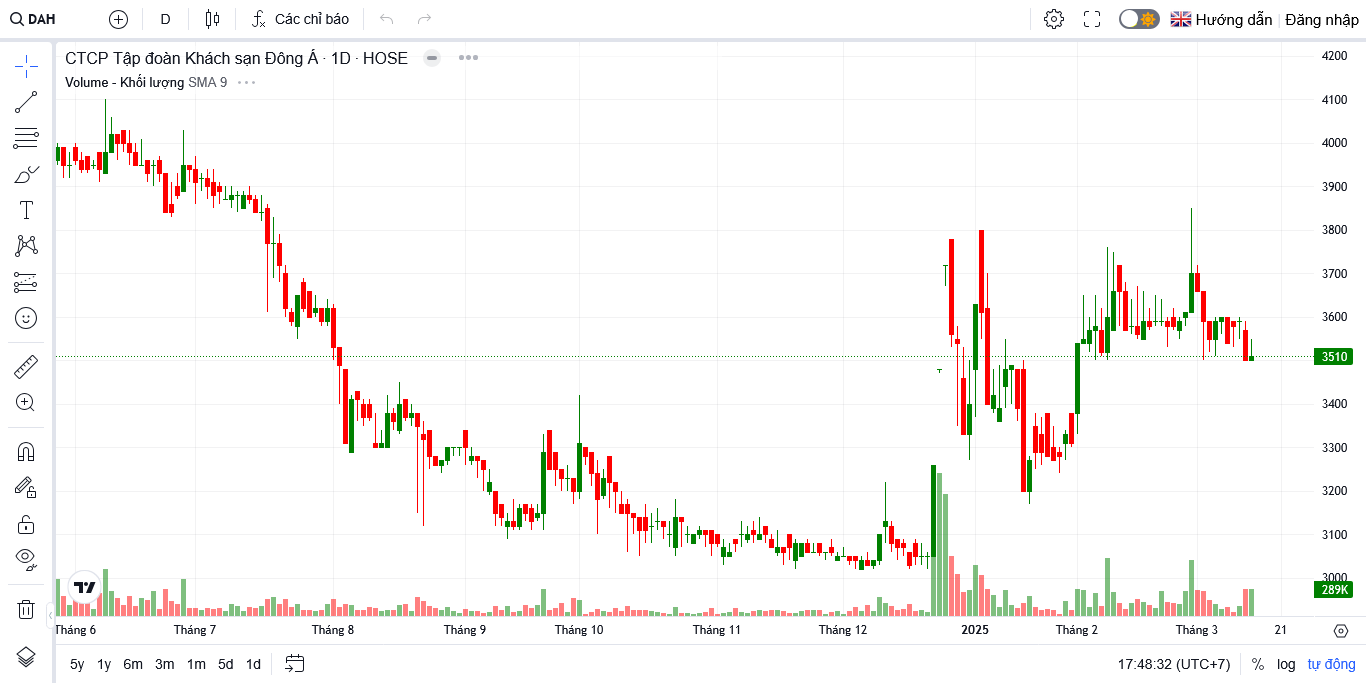 DAH D Các chỉ báo Hướng dẫn Đăng nhập
CTCP Tập đoàn Khách sạn Đông Á · 1D · HOSE
Volume - Khối lượng SMA 9
4200
4100
4000
3900
3800
3700
3600
3510
3400
3300
3200
3100
3000
289K
Tháng 6 Tháng 7 Tháng 8 Tháng 9 Tháng 10 Tháng 11 Tháng 12 2025 Tháng 2 Tháng 3 21
5y 1y 6m 3m 1m 5d 1d 17:48:32 (UTC+7) % log tự động